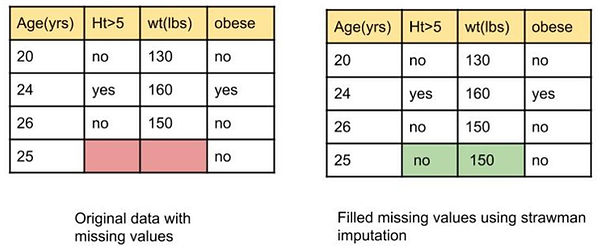 Age(yrs) Ht>5 wt(lbs) obese
20 no 130 no
24 yes 160 yes
26 no 150 no
25 no
Original data with
missing values
Age(yrs) Ht>5 wt(lbs) obese
20 no 130 no
24 yes 160 yes
26 no 150 no
25 no 150 no
Filled missing values using strawman
imputation